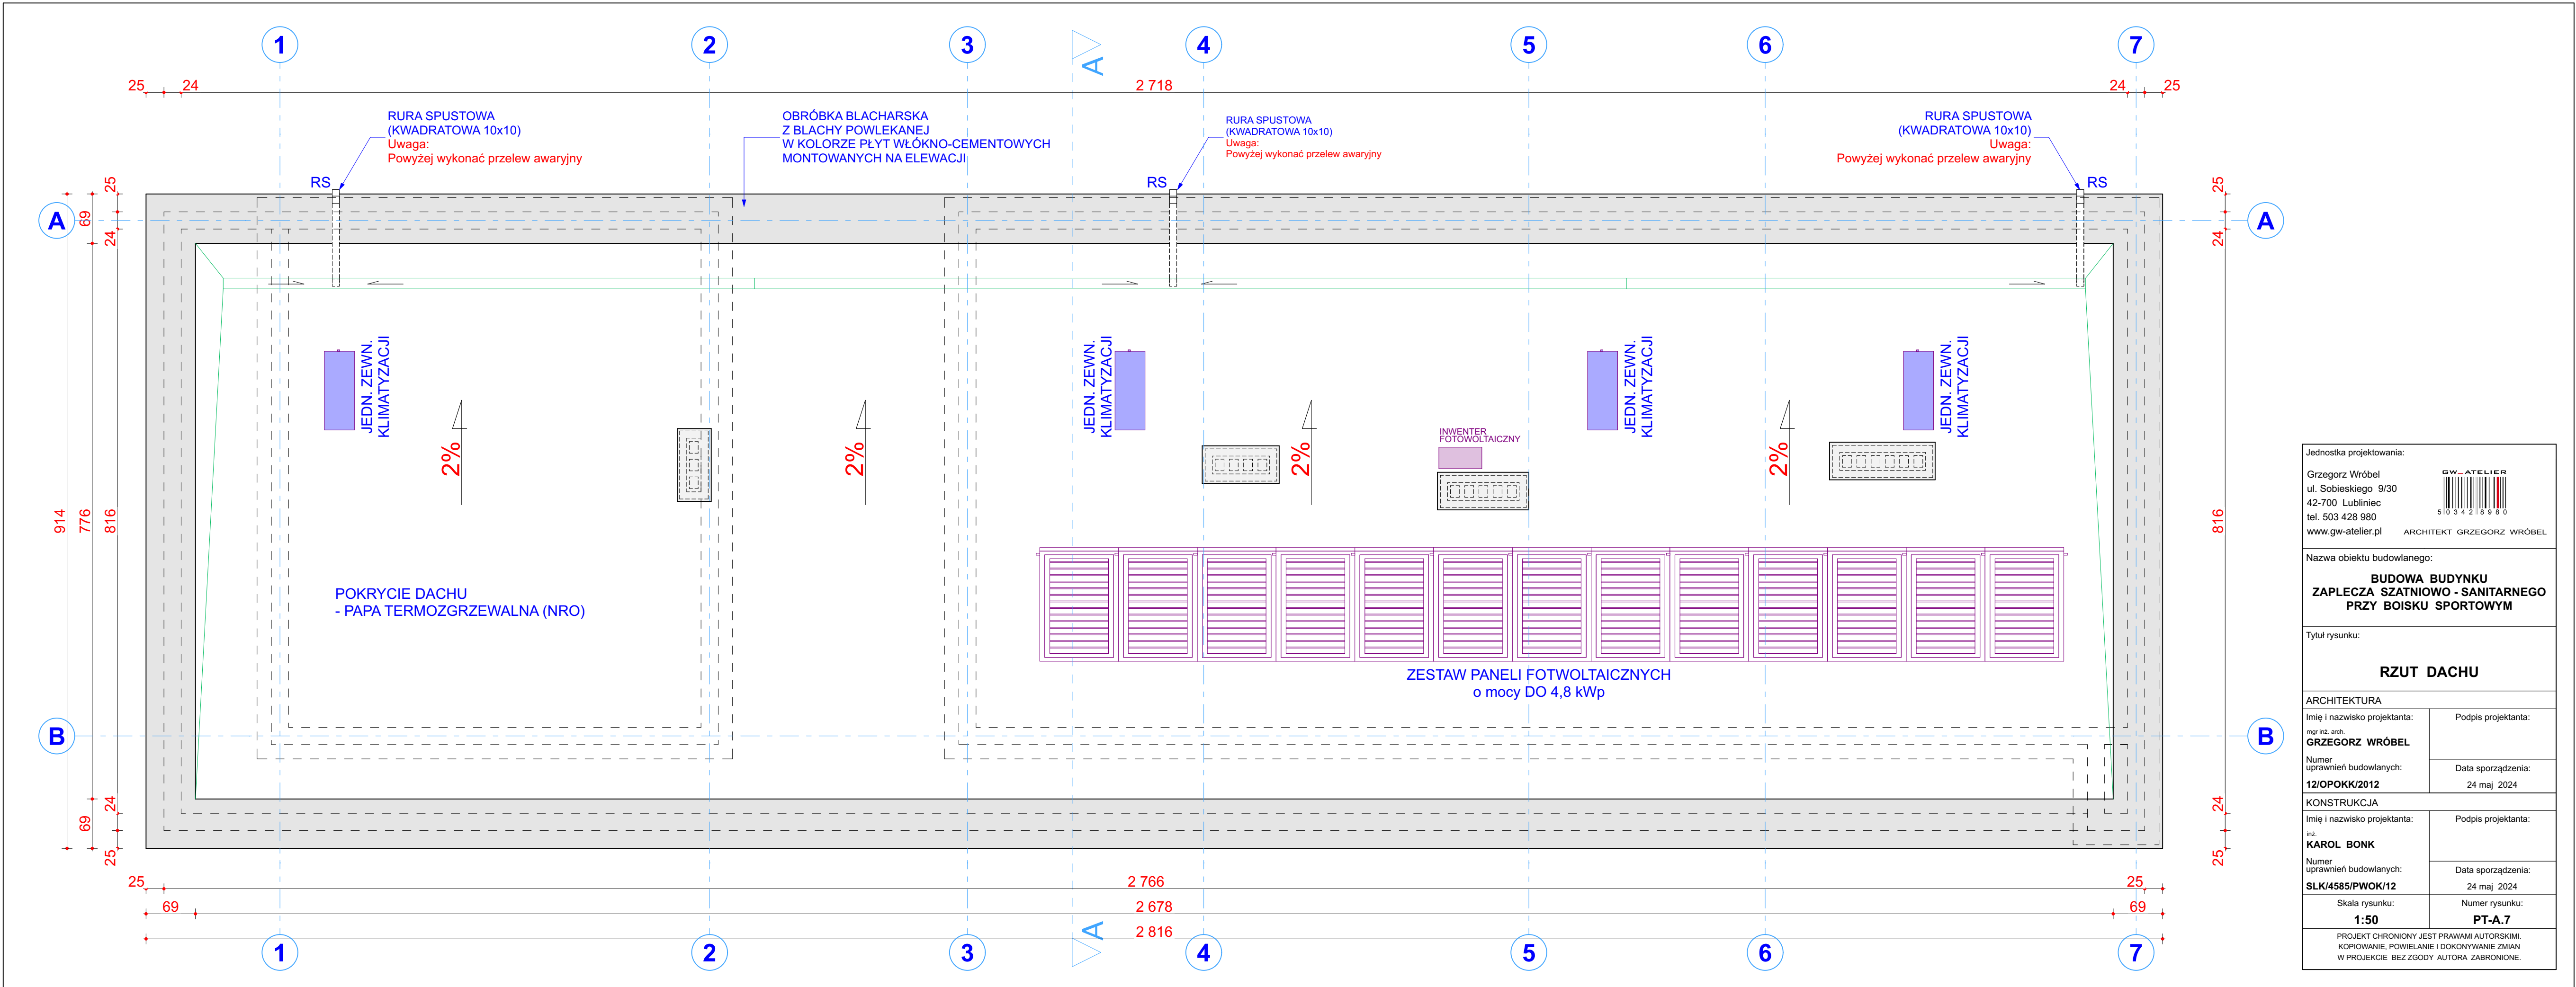 1
2
3
A
4
5
6
7
25
24
2 718
24
25
RURA SPUSTOWA
(KWADRATOWA 10x10)
Uwaga:
Powyżej wykonać przelew awaryjny
OBRÓBKA BLACHARSKA
Z BLACHY POWLEKANEJ
W KOLORZE PŁYT WŁÓKNO-CEMENTOWYCH
MONTOWANYCH NA ELEWACJI
RURA SPUSTOWA
(KWADRATOWA 10x10)
Uwaga:
Powyżej wykonać przelew awaryjny
RURA SPUSTOWA
(KWADRATOWA 10x10)
Uwaga:
Powyżej wykonać przelew awaryjny
RS
RS
RS
A
A
25
69
24
914
776
816
24
69
25
25
24
816
24
25
JEDN. ZEWN.
KLIMATYZACJI
JEDN. ZEWN.
KLIMATYZACJI
JEDN. ZEWN.
KLIMATYZACJI
JEDN. ZEWN.
KLIMATYZACJI
2%
2%
2%
2%
INWENTER
FOTOWOLTAICZNY
POKRYCIE DACHU
- PAPA TERMOZGRZEWALNA (NRO)
ZESTAW PANELI FOTWOLTAICZNYCH
o mocy DO 4,8 kWp
B
B
25
2 766
25
69
2 678
69
2 816
1
2
3
A
4
5
6
7
Jednostka projektowania:
Grzegorz Wróbel
ul. Sobieskiego 9/30
42-700 Lubliniec
tel. 503 428 980
www.gw-atelier.pl
GW_ATELIER
503428980
ARCHITEKT GRZEGORZ WRÓBEL
Nazwa obiektu budowlanego:
BUDOWA BUDYNKU
ZAPLECZA SZATNIOWO - SANITARNEGO
PRZY BOISKU SPORTOWYM
Tytuł rysunku:
RZUT DACHU
ARCHITEKTURA
Imię i nazwisko projektanta:
Podpis projektanta:
mgr inż. arch.
GRZEGORZ WRÓBEL
Numer
uprawnień budowlanych:
12/OPOKK/2012
Data sporządzenia:
24 maj 2024
KONSTRUKCJA
Imię i nazwisko projektanta:
Podpis projektanta:
inż.
KAROL BONK
Numer
uprawnień budowlanych:
SLK/4585/PWOK/12
Data sporządzenia:
24 maj 2024
Skala rysunku:
1:50
Numer rysunku:
PT-A.7
PROJEKT CHRONIONY JEST PRAWAMI AUTORSKIMI.
KOPIOWANIE, POWIELANIE I DOKONYWANIE ZMIAN
W PROJEKCIE BEZ ZGODY AUTORA ZABRONIONE.